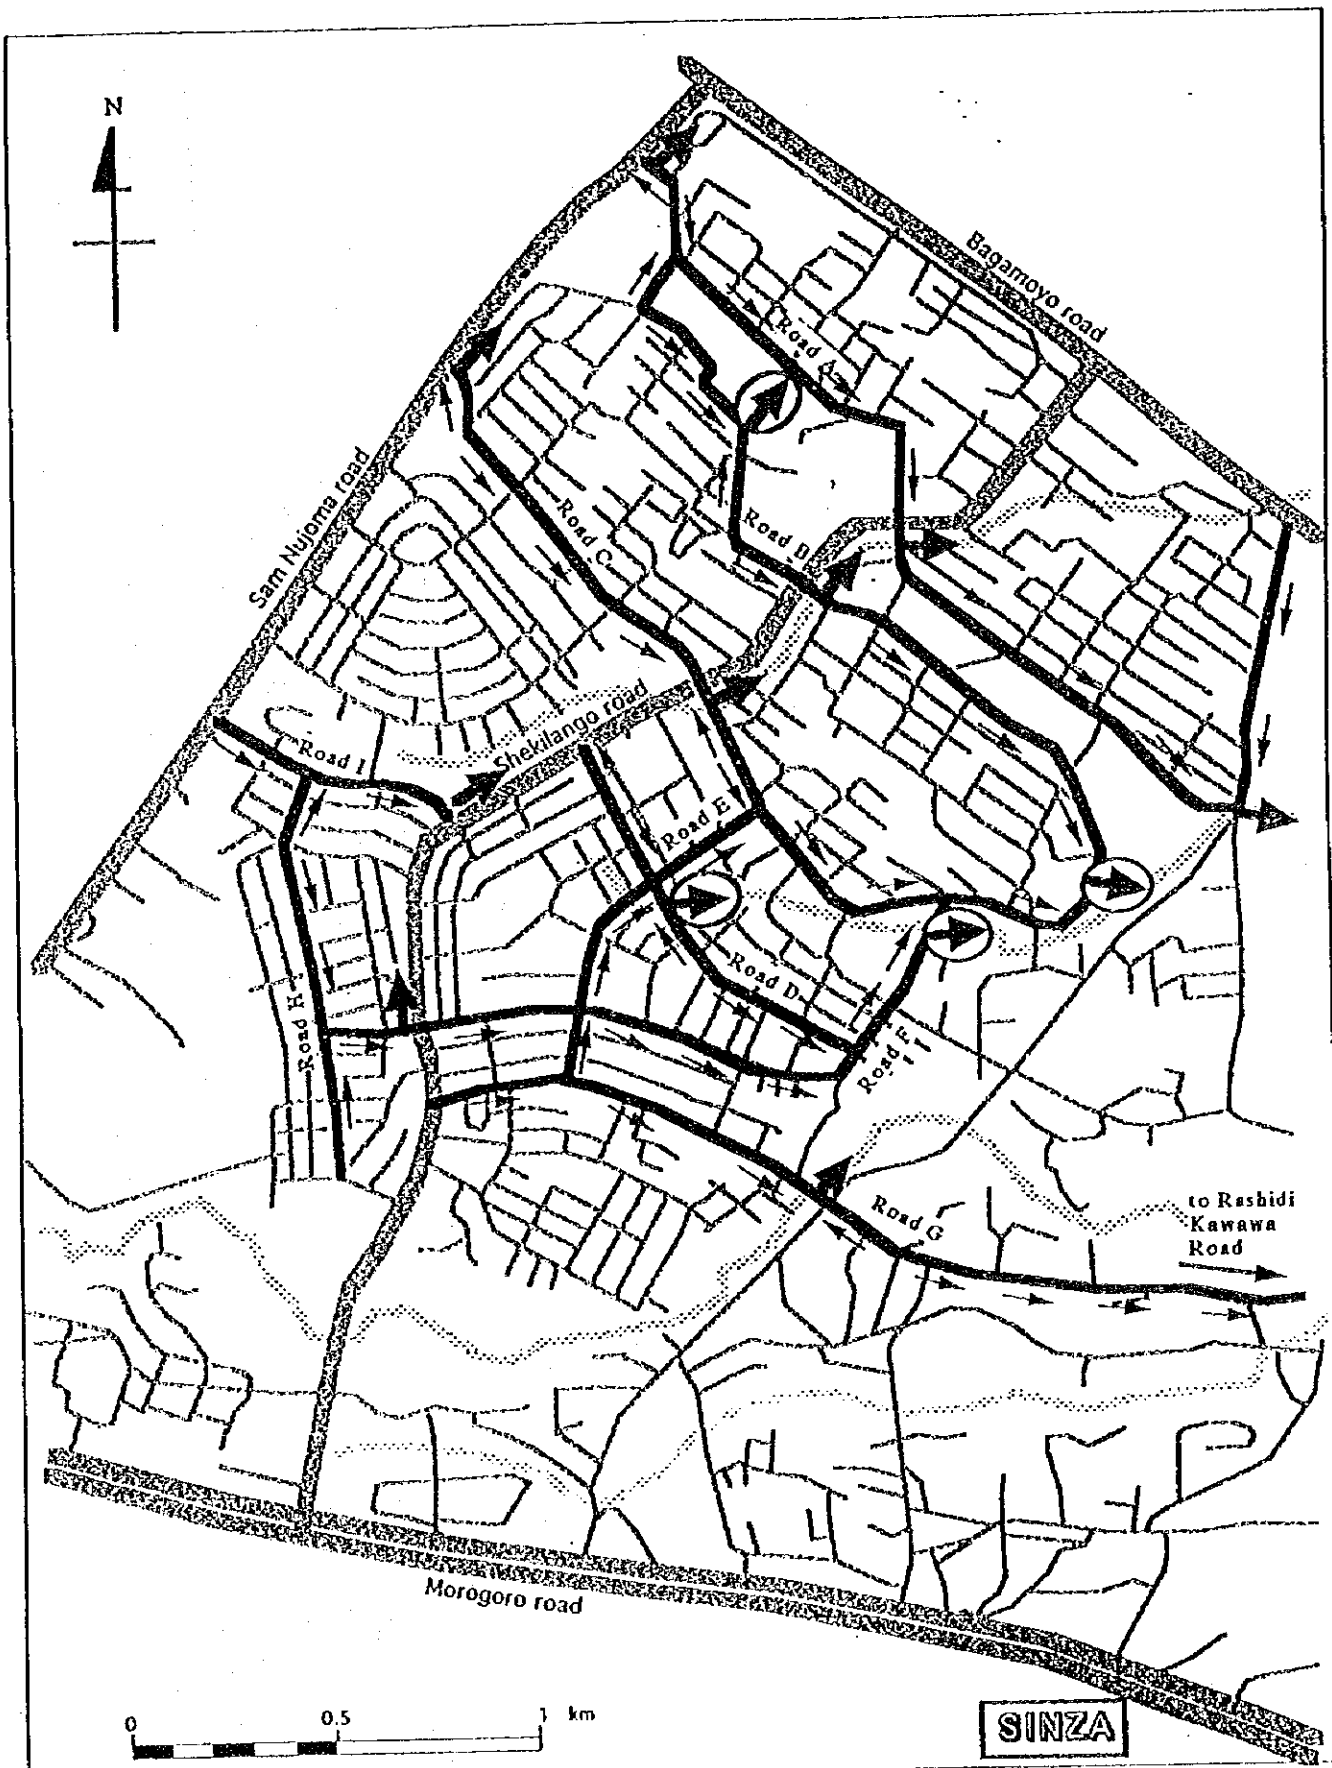 N
Bagamoyo road
Road A
Sam Nujoma road
Road C
Road B
Shekilango road
Road I
Road E
Road D
Road H
Road F
Road G
to Rashidi
Kawawa
Road
Morogoro road
0 0.5 1 km
SINZA